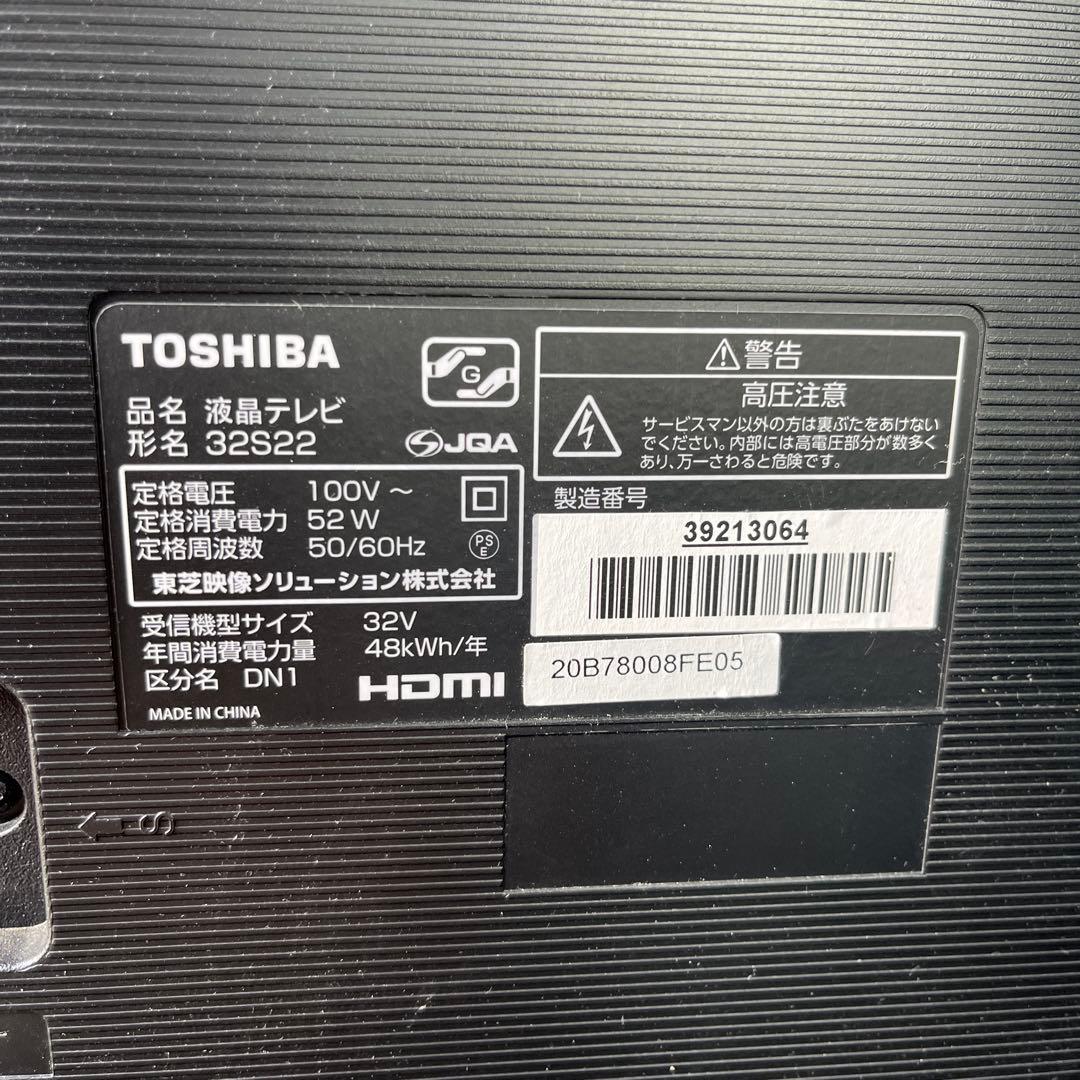 TOSHIBA
G
品名 液晶テレビ
形名 32S22
JQA
定格電圧 100V～
定格消費電力 52W
定格周波数 50/60Hz
PS
E
東芝映像ソリューション株式会社
受信機型サイズ 32V
年間消費電力量 48kWh/年
区分名 DN1
HDMI
MADE IN CHINA
警告
高圧注意
サービスマン以外の方は裏ぶたをあけない
でください。内部には高電圧部分が数多く
あり、万一さわると危険です。
製造番号
39213064
20B78008FE05
S